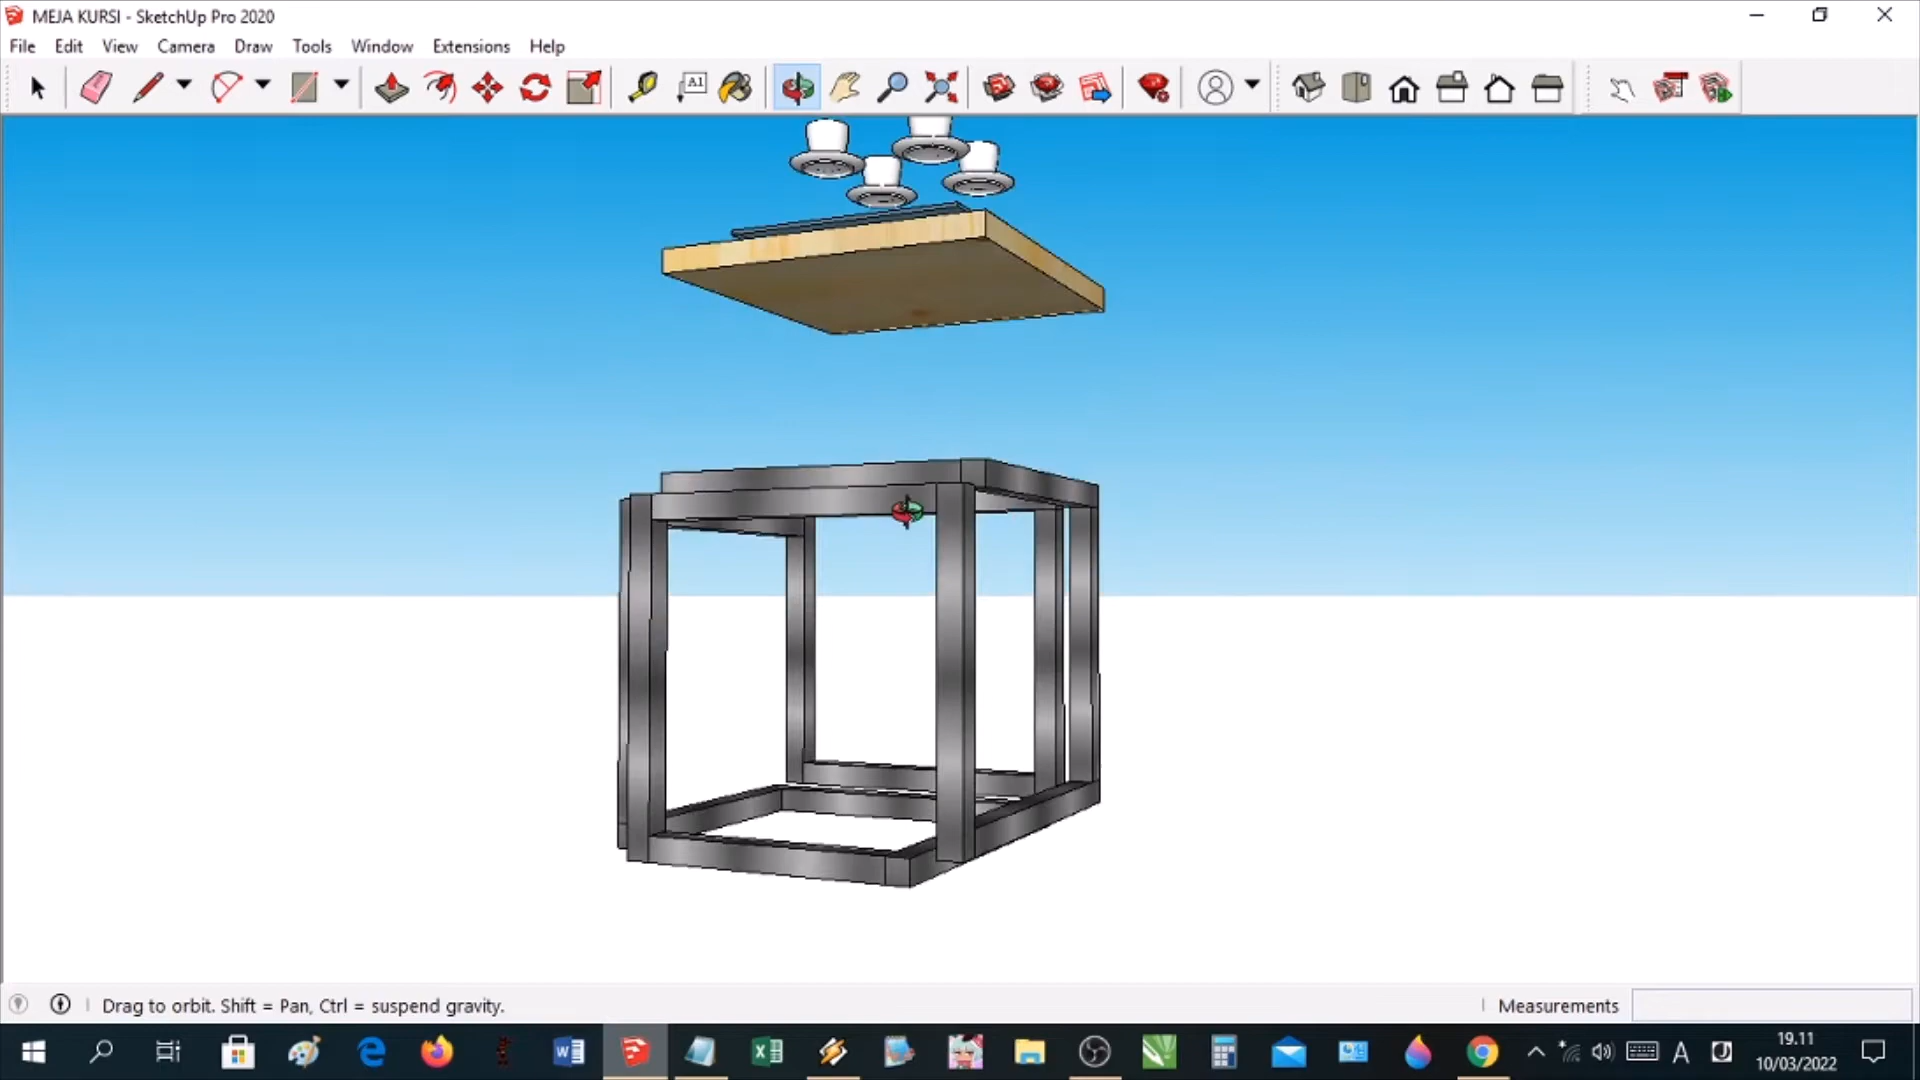 MEJA KURSI - SketchUp Pro 2020
File Edit View Camera Draw Tools Window Extensions Help
A1
Drag to orbit. Shift = Pan, Ctrl = suspend gravity.
Measurements
A
19.11
10/03/2022